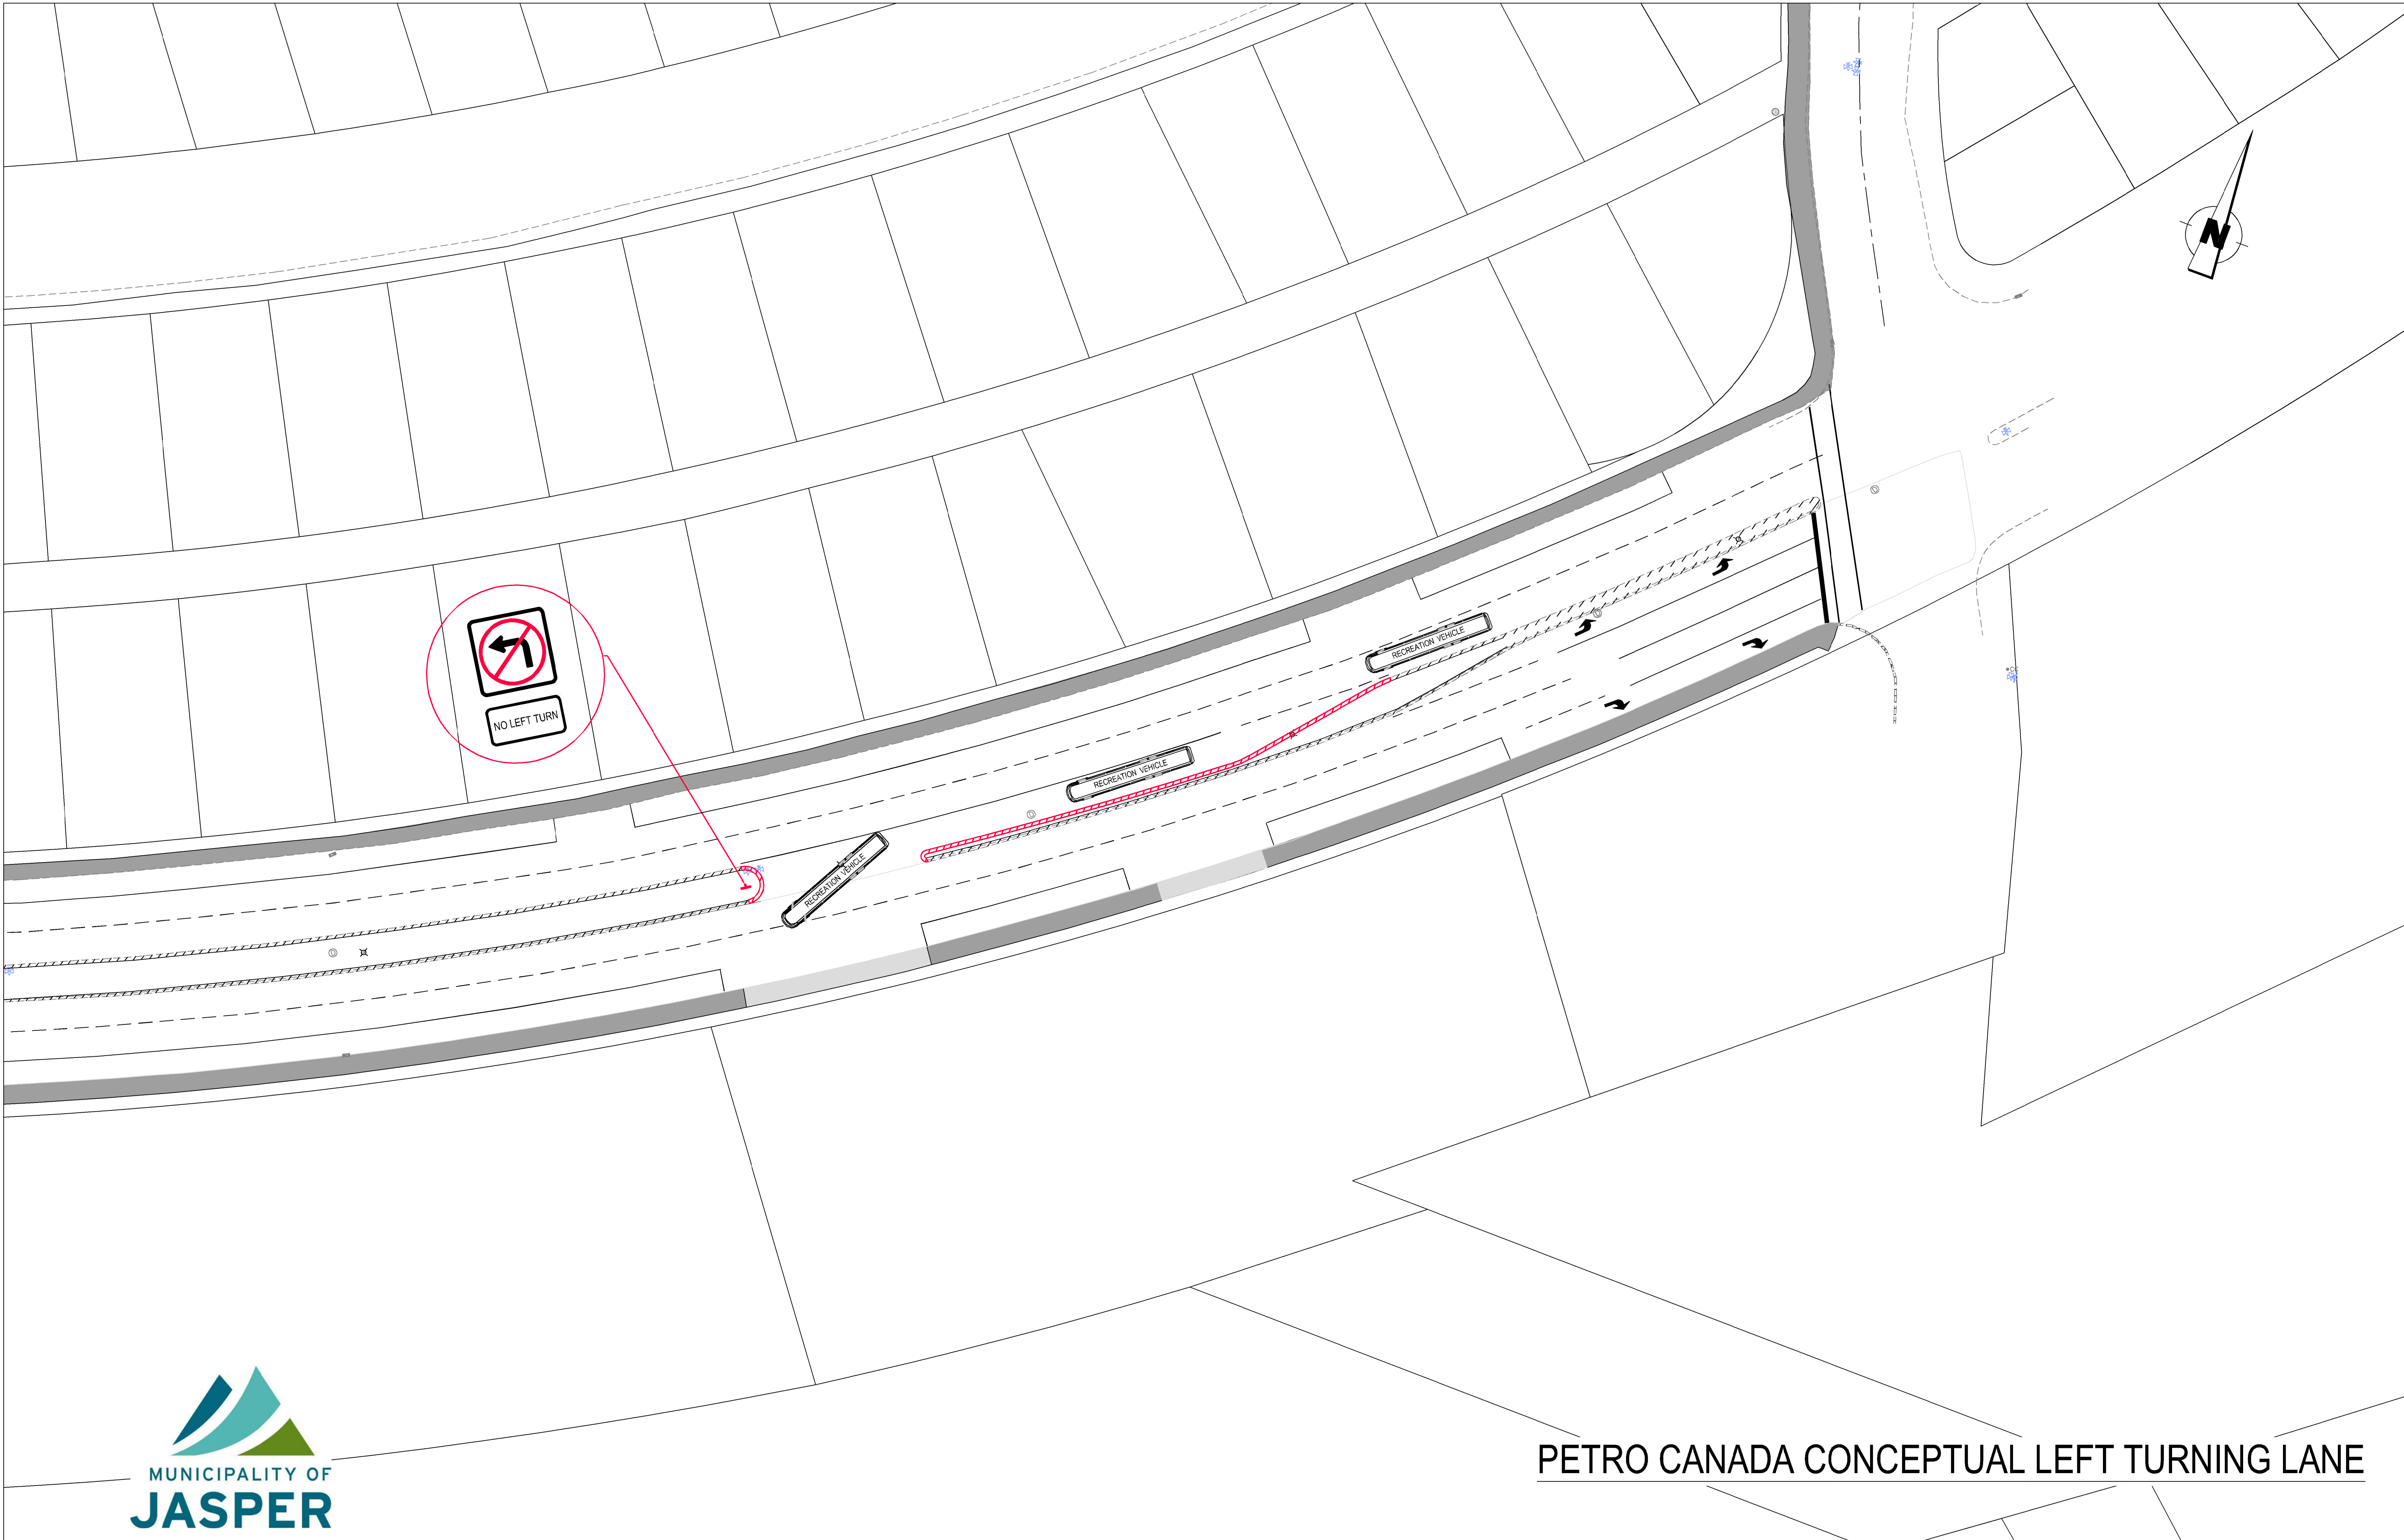 N
RECREATION VEHICLE
RECREATION VEHICLE
RECREATION VEHICLE
NO LEFT TURN
MUNICIPALITY OF
JASPER
PETRO CANADA CONCEPTUAL LEFT TURNING LANE